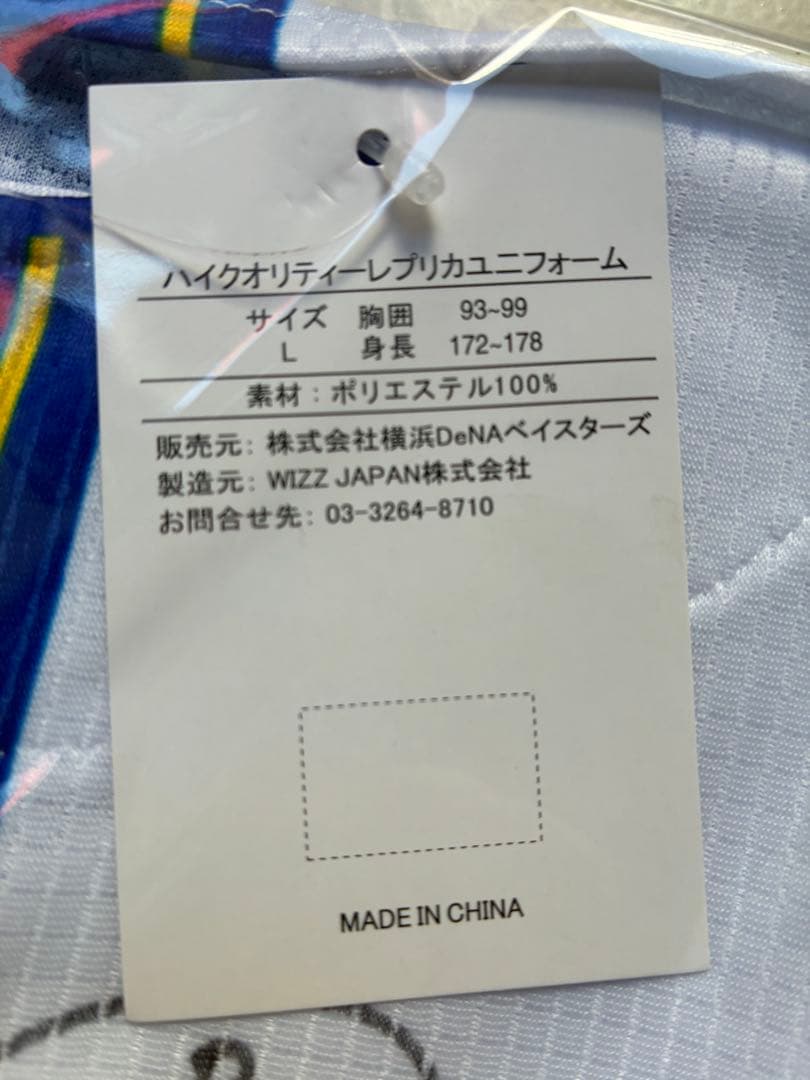 ハイクオリティーレプリカユニフォーム
サイズ 胸囲 93~99
L 身長 172~178
素材：ポリエステル100%
販売元: 株式会社横浜DeNAベイスターズ
製造元: WIZZ JAPAN株式会社
お問合せ先: 03-3264-8710
MADE IN CHINA